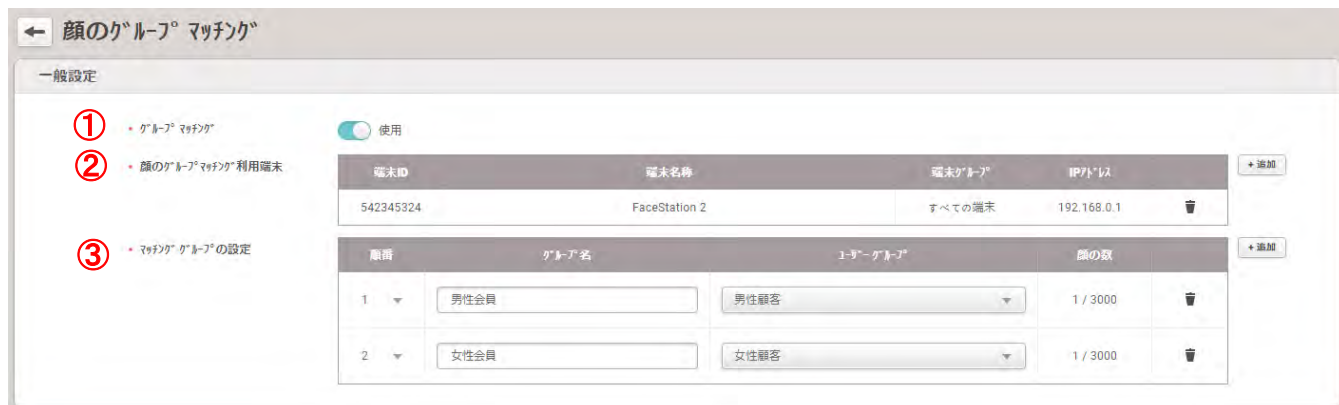 ← 顔のｸﾞﾙｰﾌﾟ ﾏｯﾁﾝｸﾞ
一般設定
① • ｸﾞﾙｰﾌﾟ ﾏｯﾁﾝｸﾞ 使用
② • 顔のｸﾞﾙｰﾌﾟﾏｯﾁﾝｸﾞ利用端末
端末ID 端末名称 端末ｸﾞﾙｰﾌﾟ IPｱﾄﾞﾚｽ +追加
542345324 FaceStation 2 すべての端末 192.168.0.1
③ • ﾏｯﾁﾝｸﾞ ｸﾞﾙｰﾌﾟの設定
順番 ｸﾞﾙｰﾌﾟ名 ﾕｰｻﾞｰ ｸﾞﾙｰﾌﾟ 顔の数 +追加
1 男性会員 男性顧客 1 / 3000
2 女性会員 女性顧客 1 / 3000